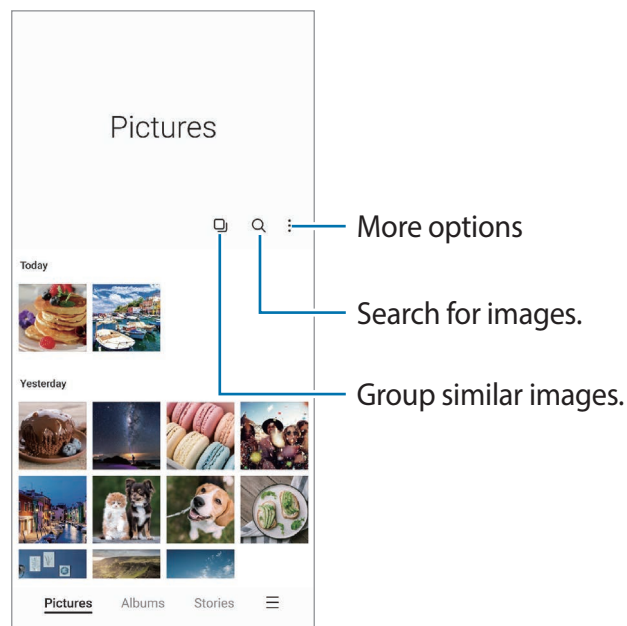 Pictures
More options
Today
Search for images.
Yesterday
Group similar images.
Pictures Albums Stories